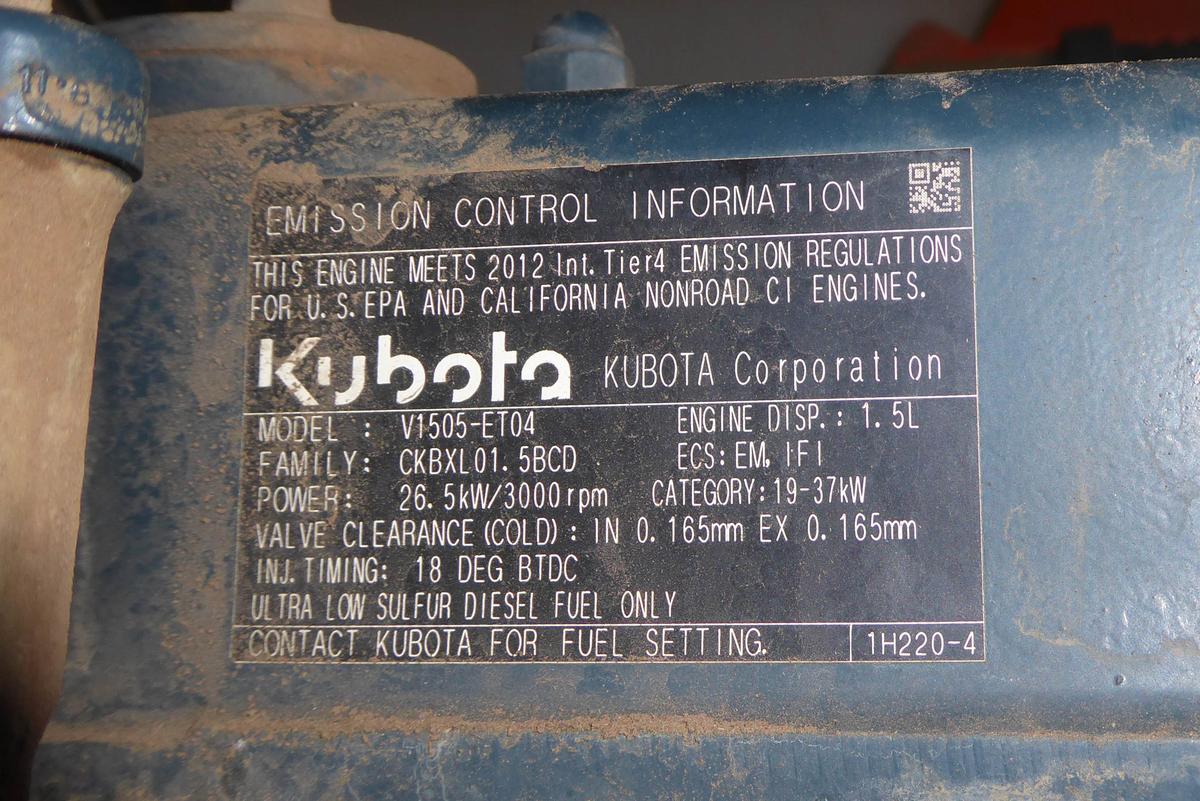 EMISSION CONTROL INFORMATION
THIS ENGINE MEETS 2012 Int. Tier4 EMISSION REGULATIONS
FOR U.S.EPA AND CALIFORNIA NONROAD CI ENGINES.
Kubota KUBOTA Corporation
MODEL : V1505-ET04 ENGINE DISP.: 1.5L
FAMILY: CKBXL01.5BCD ECS:EM, IFI
POWER: 26.5kW/3000rpm CATEGORY:19-37kW
VALVE CLEARANCE(COLD): IN 0.165mm EX 0.165mm
INJ.TIMING: 18 DEG BTDC
ULTRA LOW SULFUR DIESEL FUEL ONLY
CONTACT KUBOTA FOR FUEL SETTING. 1H220-4